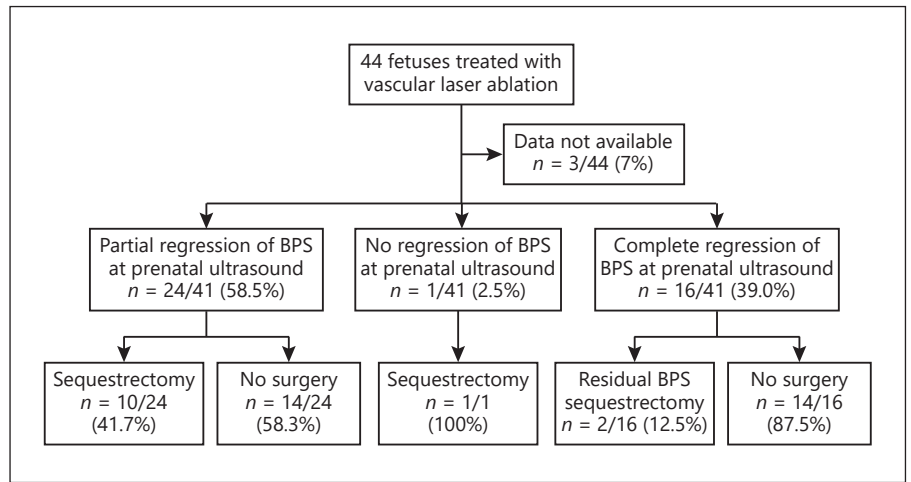 44 fetuses treated with
vascular laser ablation
Data not available
n = 3/44 (7%)
Partial regression of BPS
at prenatal ultrasound
n = 24/41 (58.5%)
No regression of BPS
at prenatal ultrasound
n = 1/41 (2.5%)
Complete regression of
BPS at prenatal ultrasound
n = 16/41 (39.0%)
Sequestrectomy
n = 10/24
(41.7%)
No surgery
n = 14/24
(58.3%)
Sequestrectomy
n = 1/1
(100%)
Residual BPS
sequestrectomy
n = 2/16 (12.5%)
No surgery
n = 14/16
(87.5%)